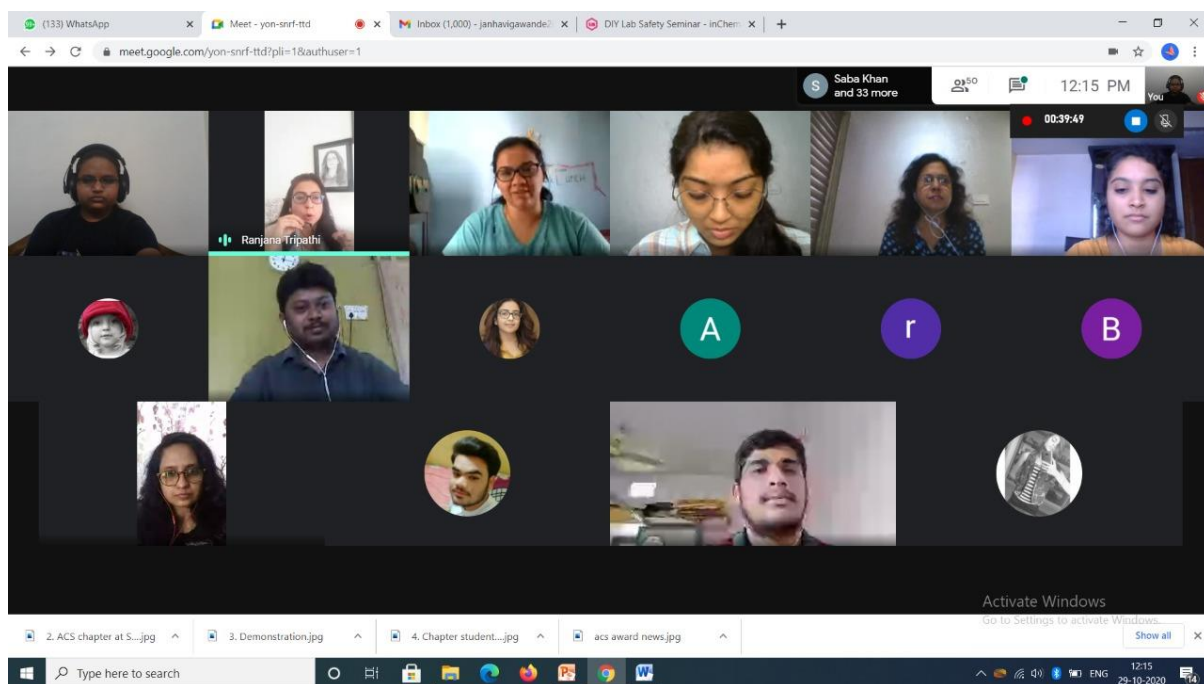 (133) WhatsApp
Meet - yon-snrf-ttd
Inbox (1,000) - janhavigawande2
DIY Lab Safety Seminar - inChem
meet.google.com/yon-snrf-ttd?pli=1&authuser=1
S
Saba Khan
and 33 more
50
12:15 PM
You
00:39:49
Ranjana Tripathi
A
r
B
Activate Windows
Go to Settings to activate Windows.
2. ACS chapter at S....jpg
3. Demonstration.jpg
4. Chapter student....jpg
acs award news.jpg
Show all
Type here to search
ENG
12:15
29-10-2020